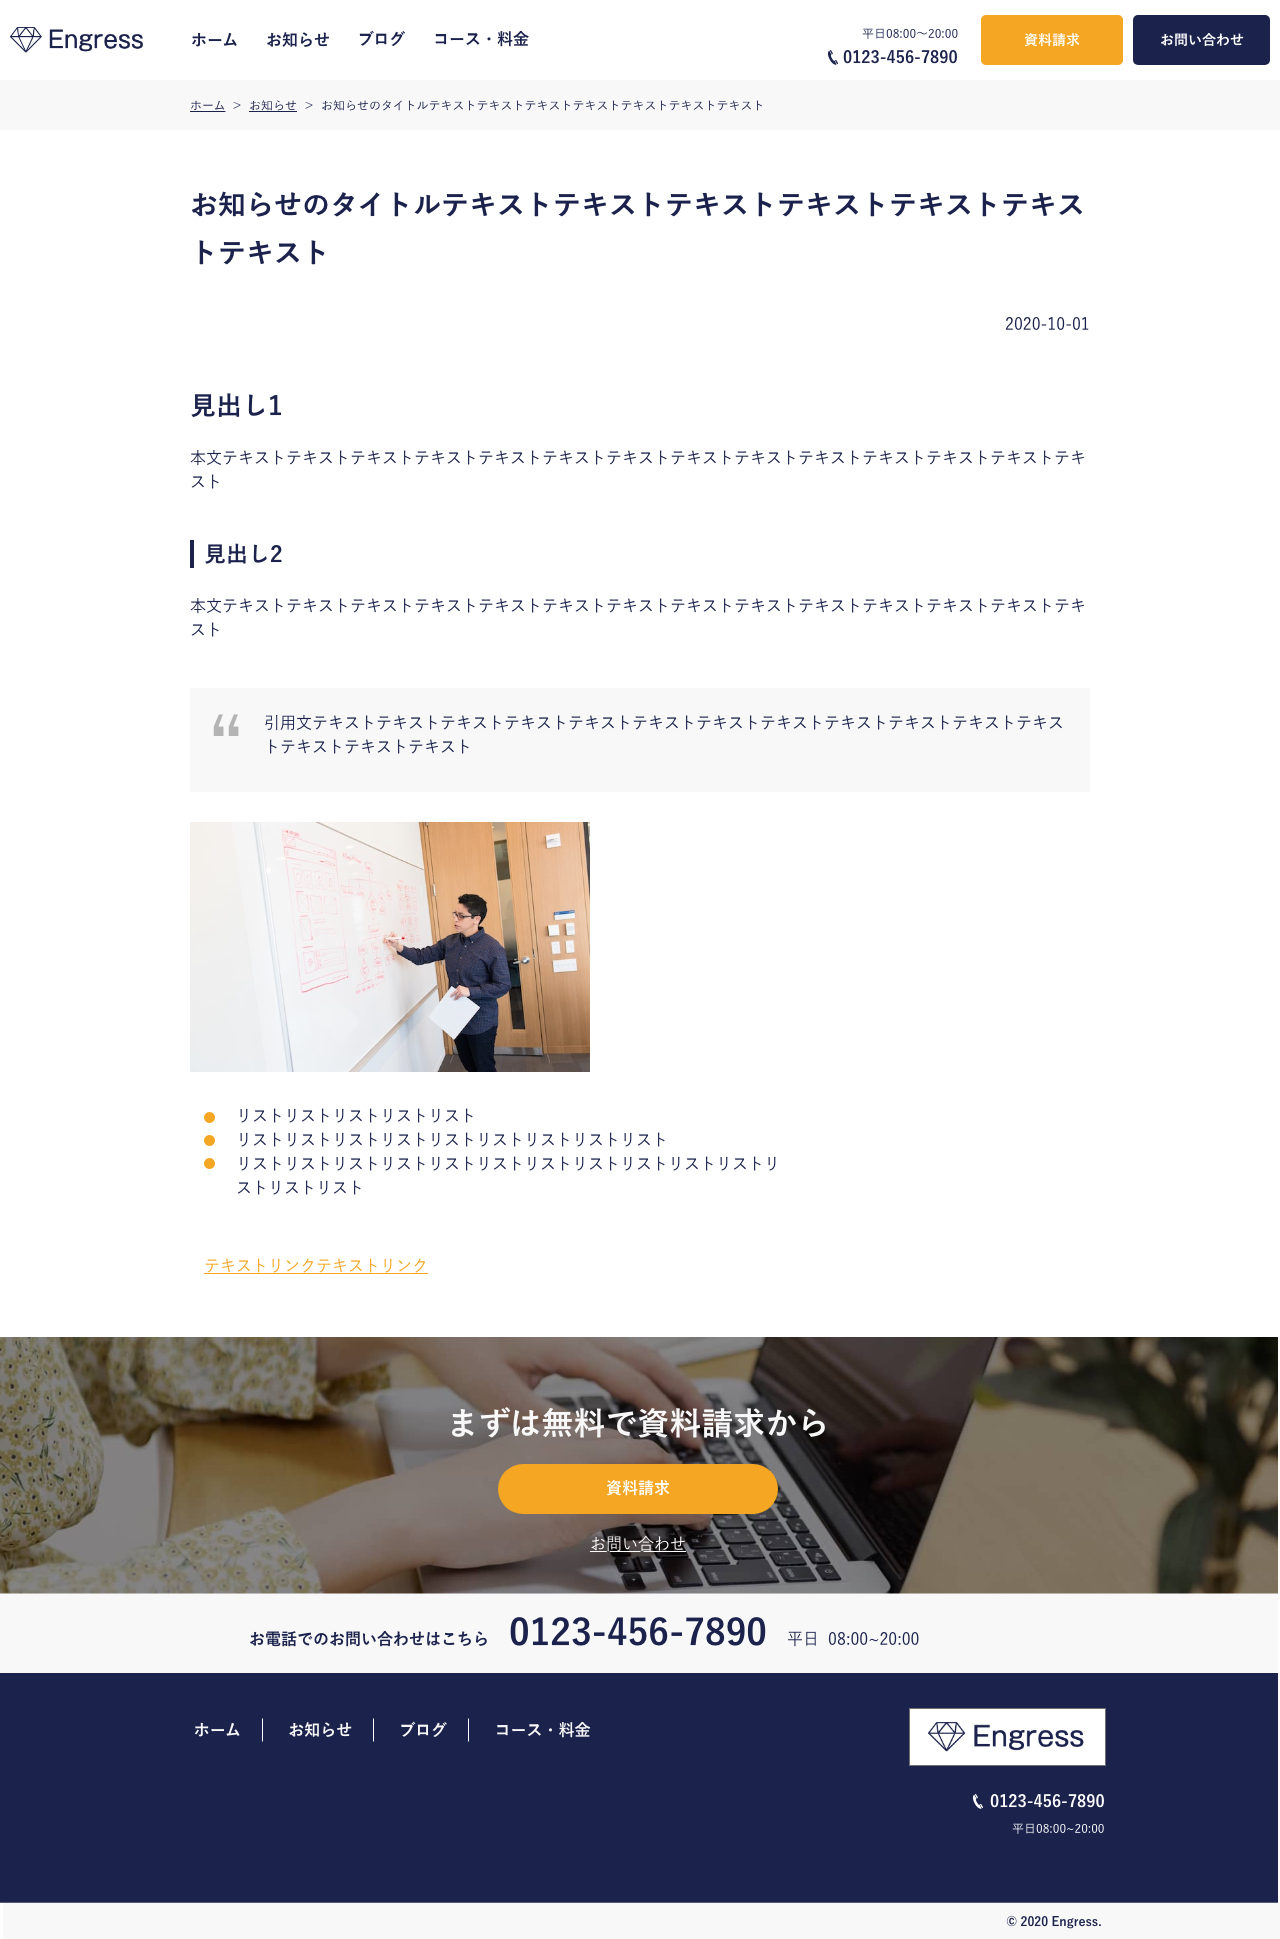 Engress
ホーム お知らせ ブログ コース・料金
平日08:00〜20:00
0123-456-7890
資料請求
お問い合わせ
ホーム > お知らせ > お知らせのタイトルテキストテキストテキストテキストテキストテキストテキスト
お知らせのタイトルテキストテキストテキストテキストテキストテキス
トテキスト
2020-10-01
見出し1
本文テキストテキストテキストテキストテキストテキストテキストテキストテキストテキストテキストテキストテキストテキ
スト
見出し2
本文テキストテキストテキストテキストテキストテキストテキストテキストテキストテキストテキストテキストテキストテキ
スト
“
引用文テキストテキストテキストテキストテキストテキストテキストテキストテキストテキストテキストテキス
トテキストテキストテキスト
リストリストリストリストリスト
リストリストリストリストリストリストリストリストリスト
リストリストリストリストリストリストリストリストリストリストリストリ
ストリストリスト
テキストリンクテキストリンク
まずは無料で資料請求から
資料請求
お問い合わせ
お電話でのお問い合わせはこちら 0123-456-7890 平日 08:00~20:00
ホーム お知らせ ブログ コース・料金
Engress
0123-456-7890
平日08:00~20:00
© 2020 Engress.